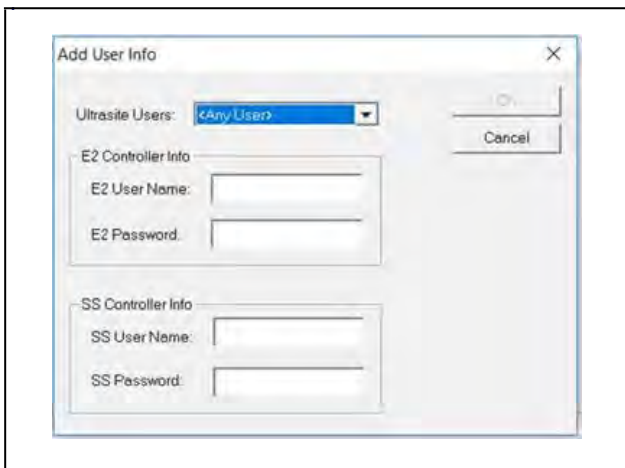 Add User Info
Ultrasite Users: <Any User>
Cancel
E2 Controller Info
E2 User Name:
E2 Password:
SS Controller Info
SS User Name:
SS Password: